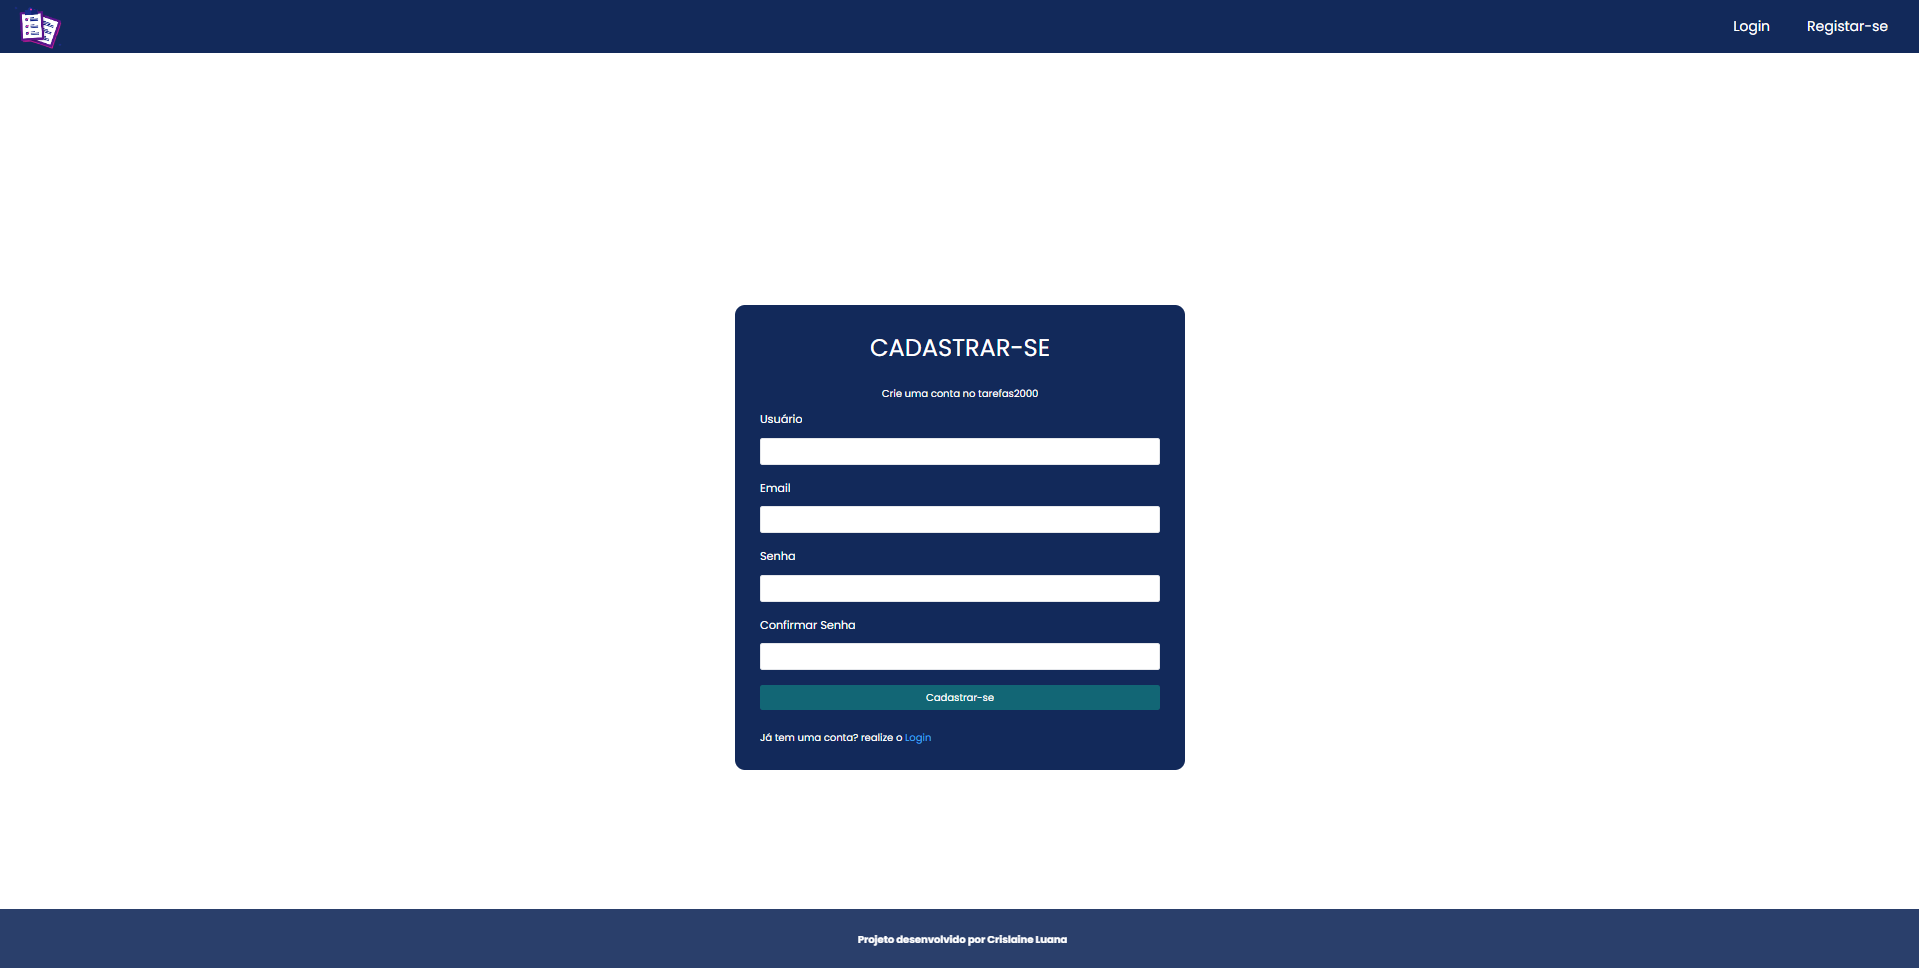 Login
Registar-se
CADASTRAR-SE
Crie uma conta no tarefas2000
Usuário
Email
Senha
Confirmar Senha
Cadastrar-se
Já tem uma conta? realize o Login
Projeto desenvolvido por Crislaine Luana